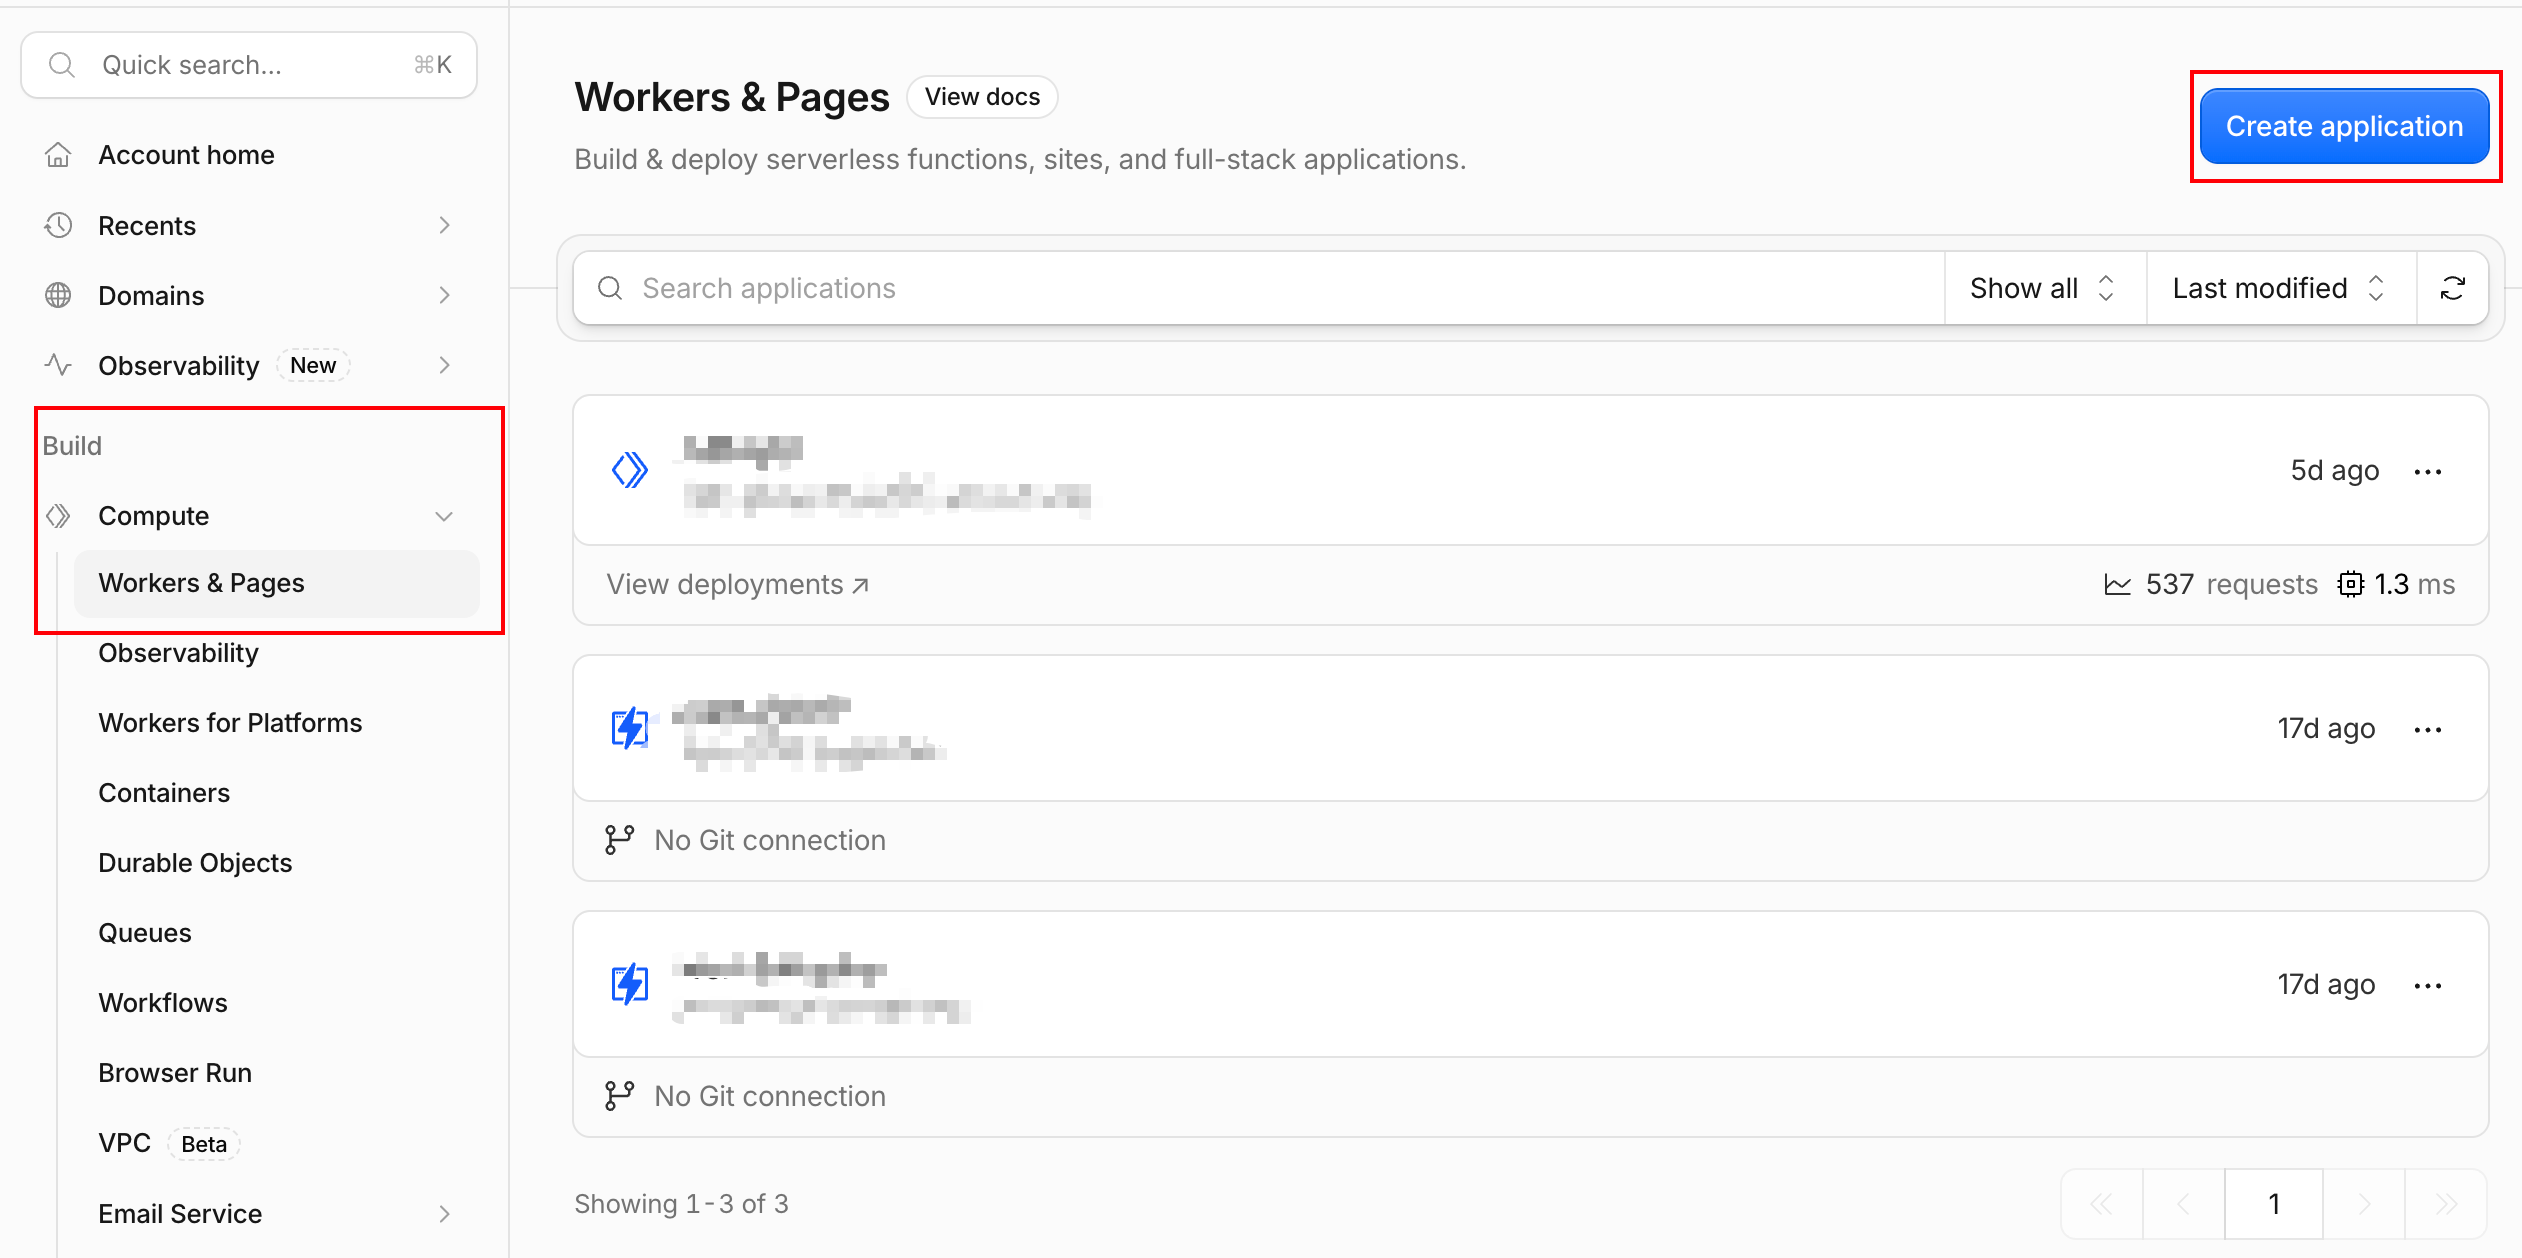 Quick search... ⌘K
Account home
Recents
Domains
Observability New
Build
Compute
Workers & Pages
Observability
Workers for Platforms
Containers
Durable Objects
Queues
Workflows
Browser Run
VPC Beta
Email Service
Workers & Pages View docs
Build & deploy serverless functions, sites, and full-stack applications.
Create application
Search applications Show all Last modified
5d ago
View deployments 537 requests 1.3 ms
17d ago
No Git connection
17d ago
No Git connection
Showing 1-3 of 3 1